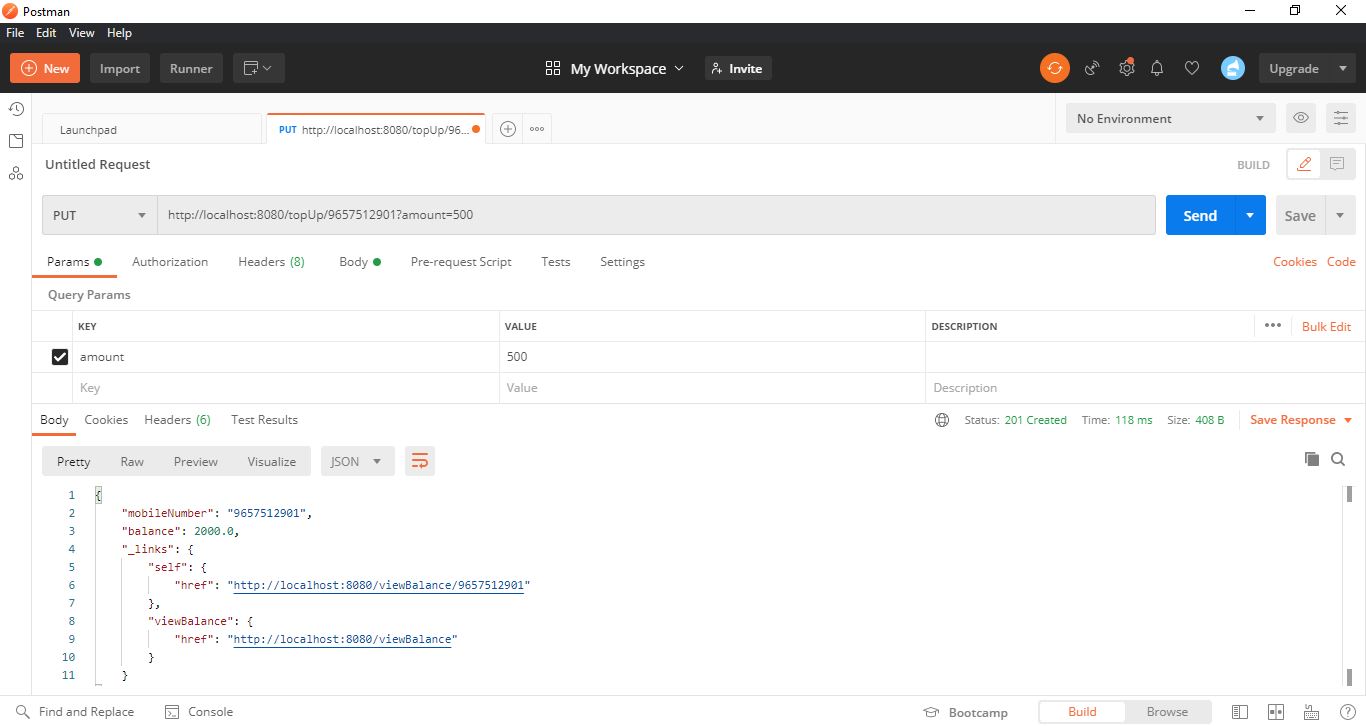 Postman
File Edit View Help
New Import Runner My Workspace Invite Upgrade
Launchpad PUT http://localhost:8080/topUp/96... No Environment
Untitled Request BUILD
PUT http://localhost:8080/topUp/9657512901?amount=500 Send Save
Params Authorization Headers (8) Body Pre-request Script Tests Settings Cookies Code
Query Params
KEY VALUE DESCRIPTION ••• Bulk Edit
amount 500
Key Value Description
Body Cookies Headers (6) Test Results Status: 201 Created Time: 118 ms Size: 408 B Save Response
Pretty Raw Preview Visualize JSON
1 {
2 "mobileNumber": "9657512901",
3 "balance": 2000.0,
4 "_links": {
5 "self": {
6 "href": "http://localhost:8080/viewBalance/9657512901"
7 },
8 "viewBalance": {
9 "href": "http://localhost:8080/viewBalance"
10 }
11 }
Find and Replace Console Bootcamp Build Browse